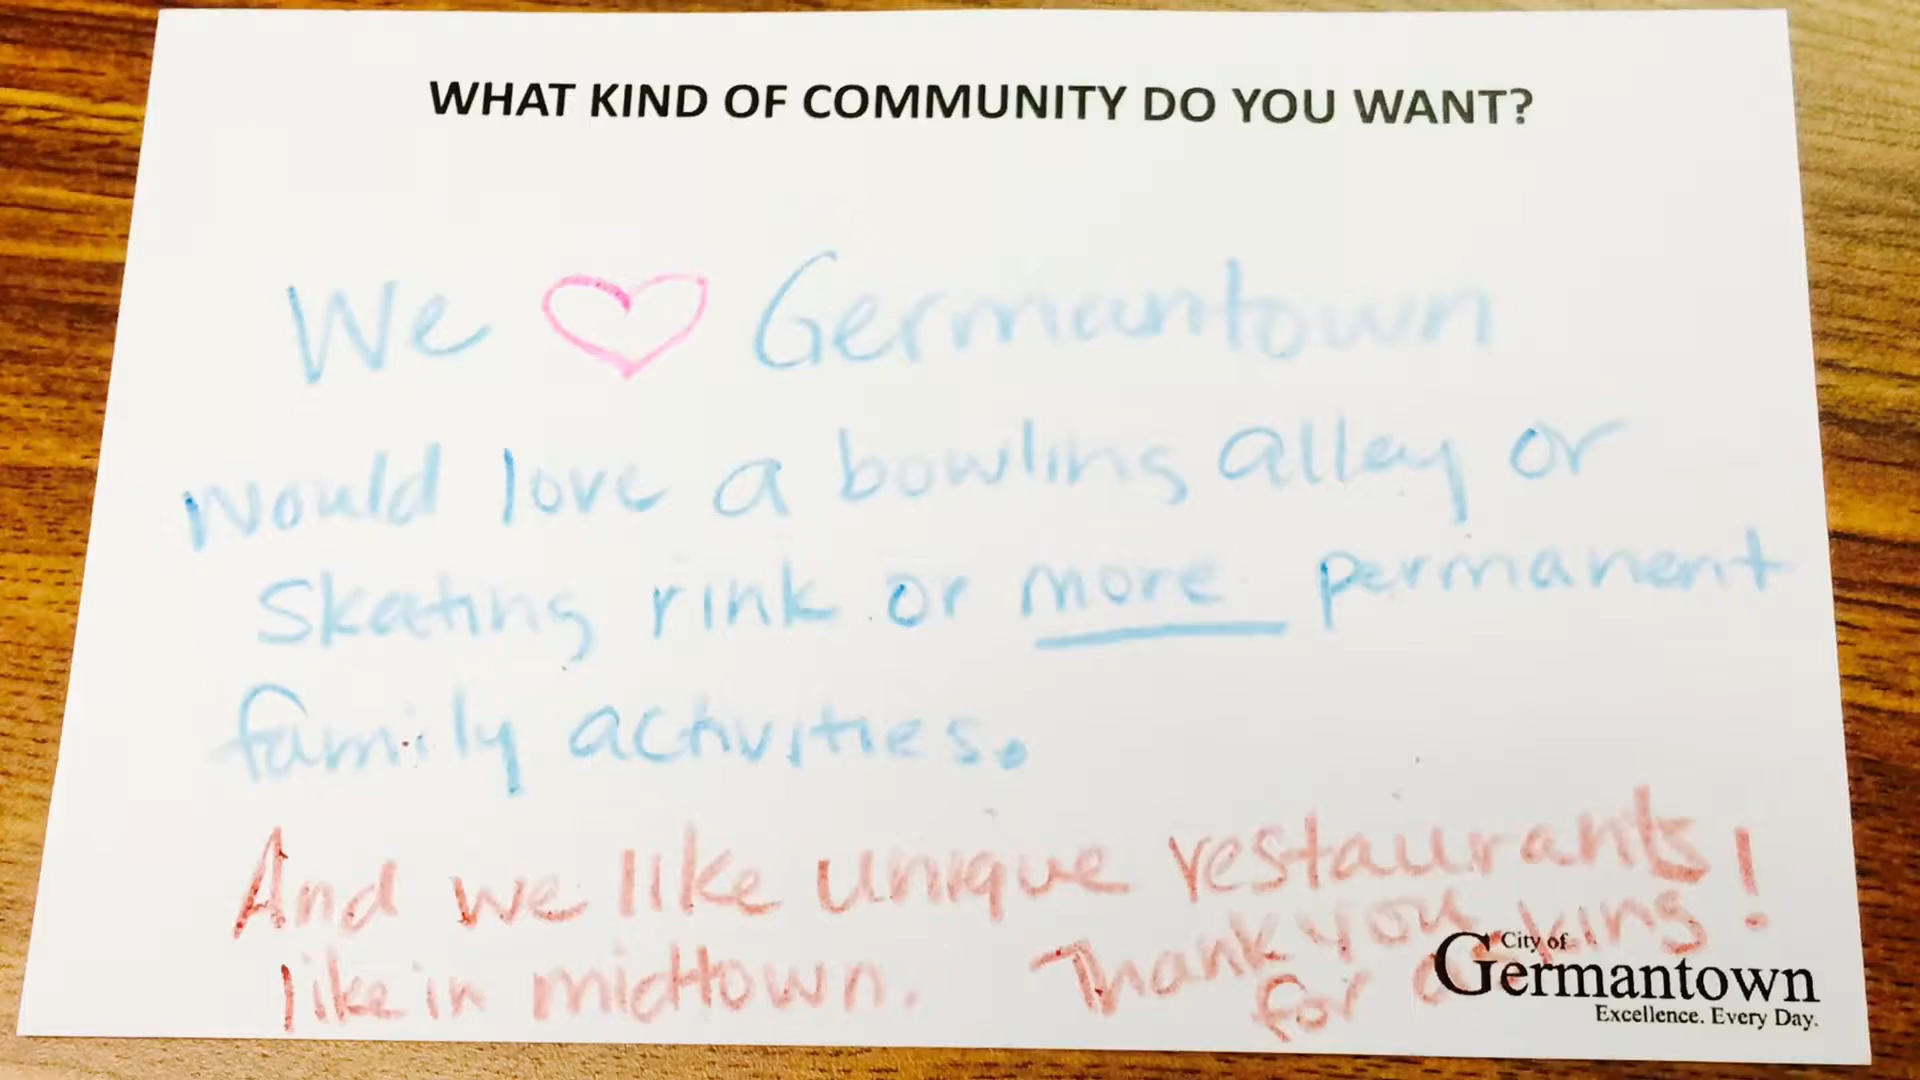 WHAT KIND OF COMMUNITY DO YOU WANT?
We ♡ Germantown
Would love a bowling alley or
Skating rink or more permanent
family activities.
And we like unique restaurants
like in midtown.
Thank you
for asking!
City of
Germantown
Excellence. Every Day.